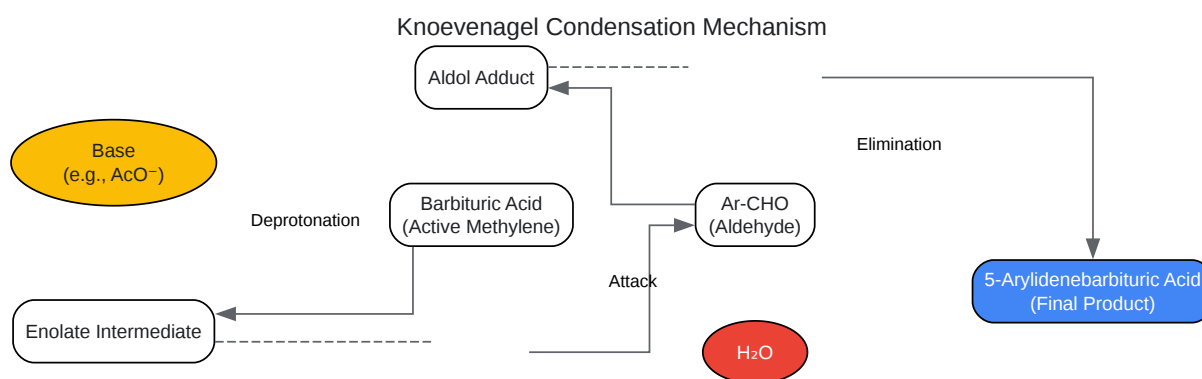 Knoevenagel Condensation Mechanism
Aldol Adduct
Base
(e.g., AcO⁻)
Elimination
Deprotonation
Barbituric Acid
(Active Methylene)
Ar-CHO
(Aldehyde)
Attack
5-Arylidenebarbituric Acid
(Final Product)
Enolate Intermediate
H₂O